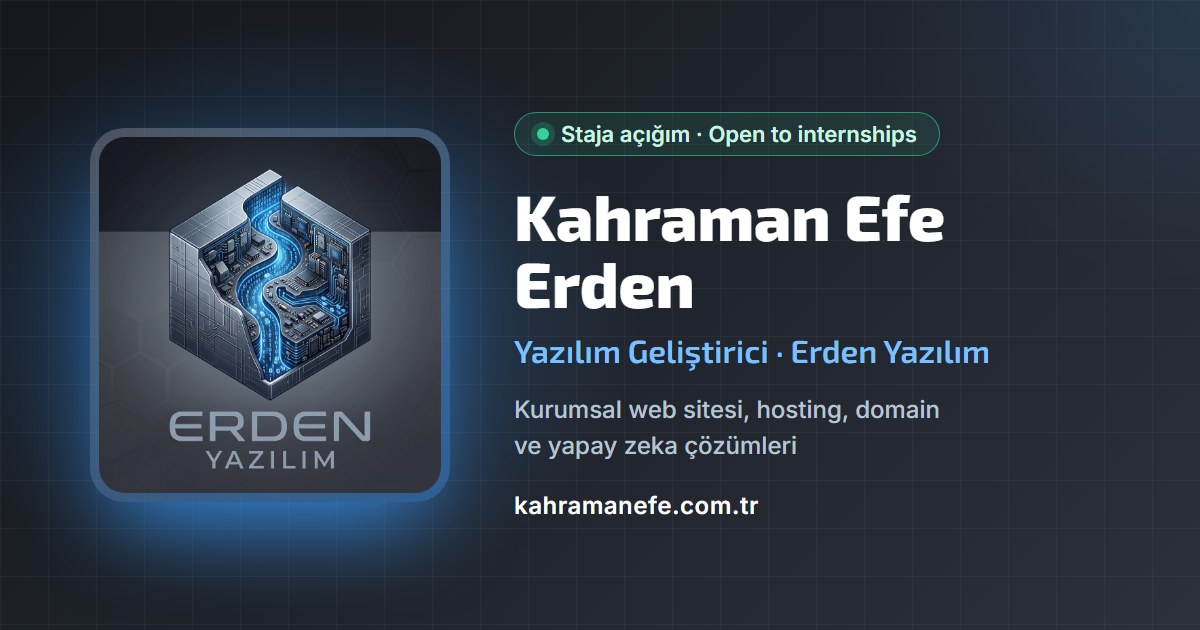 ERDEN
YAZILIM
Staja açığım · Open to internships
Kahraman Efe
Erden
Yazılım Geliştirici · Erden Yazılım
Kurumsal web sitesi, hosting, domain
ve yapay zeka çözümleri
kahramanefe.com.tr